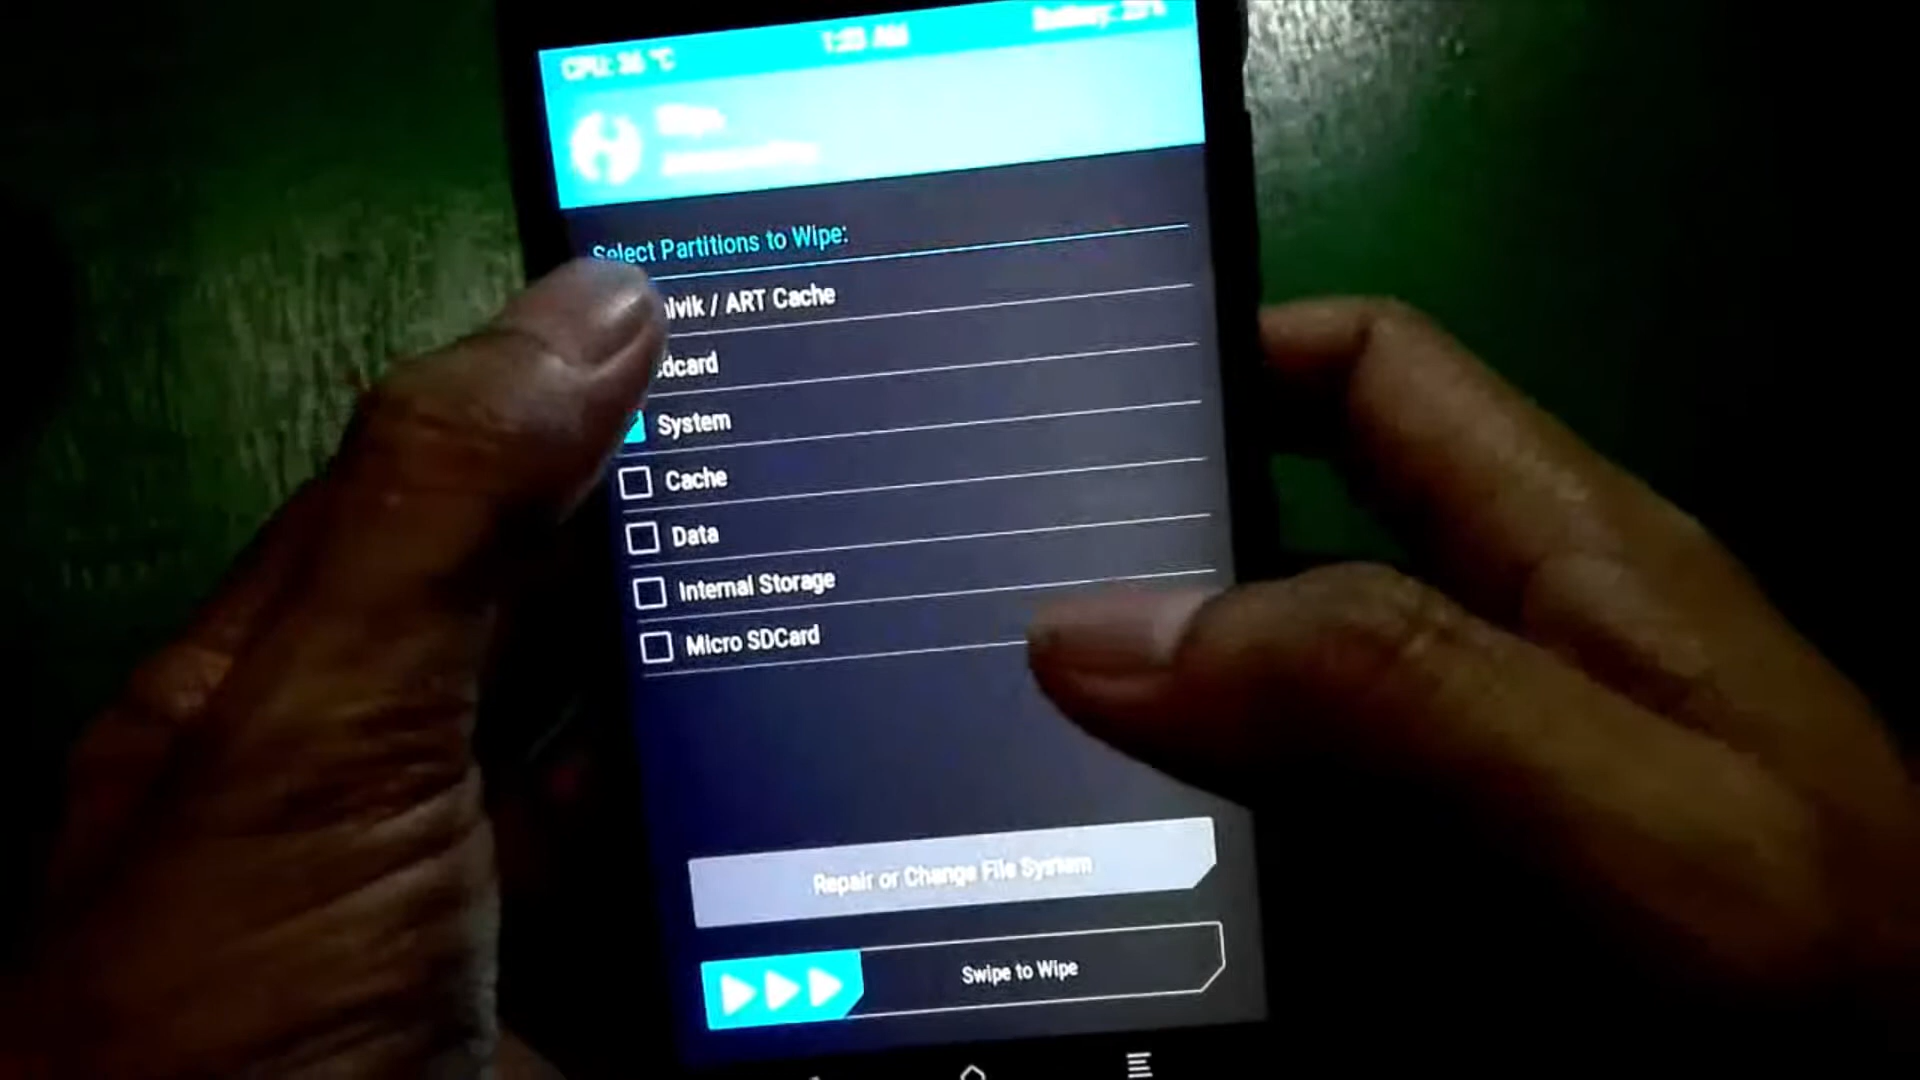 CPU: 36 °C
Select Partitions to Wipe:
lvik / ART Cache
dcard
System
Cache
Data
Internal Storage
Micro SDCard
Repair or Change File System
Swipe to Wipe